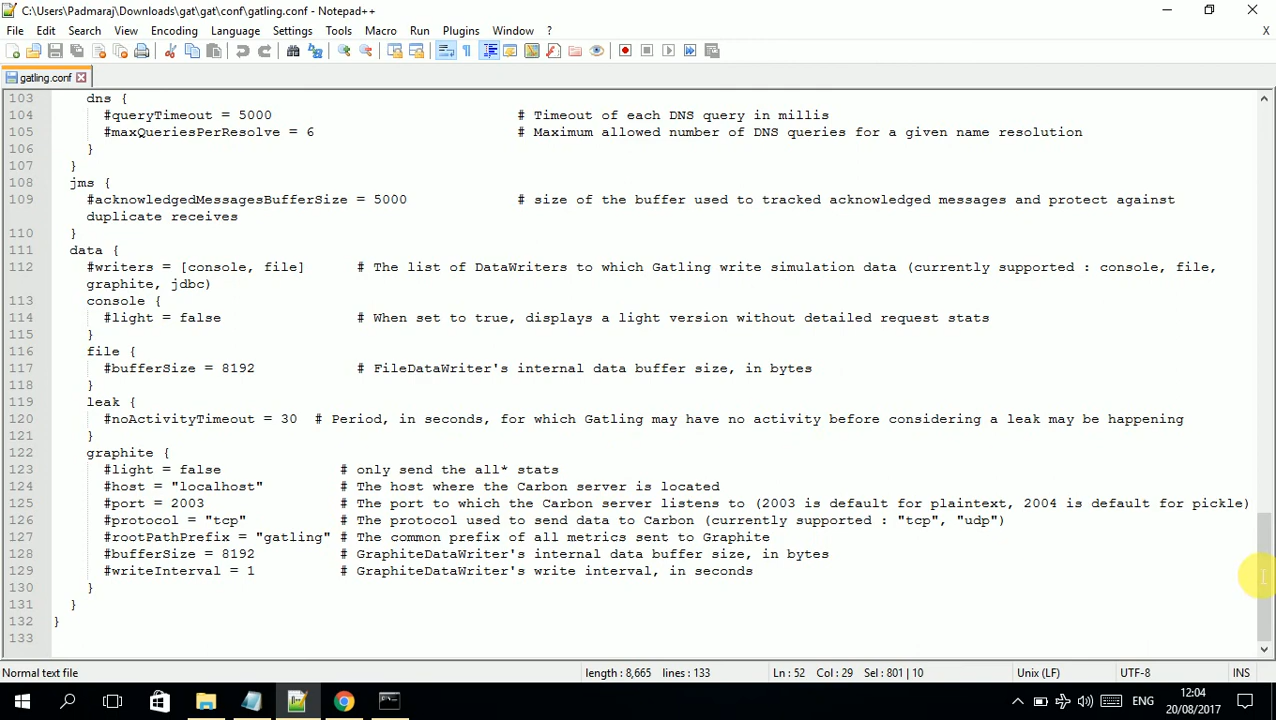 C:\Users\Padmaraj\Downloads\gat\gat\conf\gatling.conf - Notepad++
File Edit Search View Encoding Language Settings Tools Macro Run Plugins Window ? X
gatling.conf
103 dns {
104 #queryTimeout = 5000 # Timeout of each DNS query in millis
105 #maxQueriesPerResolve = 6 # Maximum allowed number of DNS queries for a given name resolution
106 }
107 }
108 jms {
109 #acknowledgedMessagesBufferSize = 5000 # size of the buffer used to tracked acknowledged messages and protect against
duplicate receives
110 }
111 data {
112 #writers = [console, file] # The list of DataWriters to which Gatling write simulation data (currently supported : console, file,
graphite, jdbc)
113 console {
114 #light = false # When set to true, displays a light version without detailed request stats
115 }
116 file {
117 #bufferSize = 8192 # FileDataWriter's internal data buffer size, in bytes
118 }
119 leak {
120 #noActivityTimeout = 30 # Period, in seconds, for which Gatling may have no activity before considering a leak may be happening
121 }
122 graphite {
123 #light = false # only send the all* stats
124 #host = "localhost" # The host where the Carbon server is located
125 #port = 2003 # The port to which the Carbon server listens to (2003 is default for plaintext, 2004 is default for pickle)
126 #protocol = "tcp" # The protocol used to send data to Carbon (currently supported : "tcp", "udp")
127 #rootPathPrefix = "gatling" # The common prefix of all metrics sent to Graphite
128 #bufferSize = 8192 # GraphiteDataWriter's internal data buffer size, in bytes
129 #writeInterval = 1 # GraphiteDataWriter's write interval, in seconds
130 }
131 }
132 }
133
Normal text file length : 8,665 lines : 133 Ln : 52 Col : 29 Sel : 801 | 10 Unix (LF) UTF-8 INS
ENG 12:04
20/08/2017